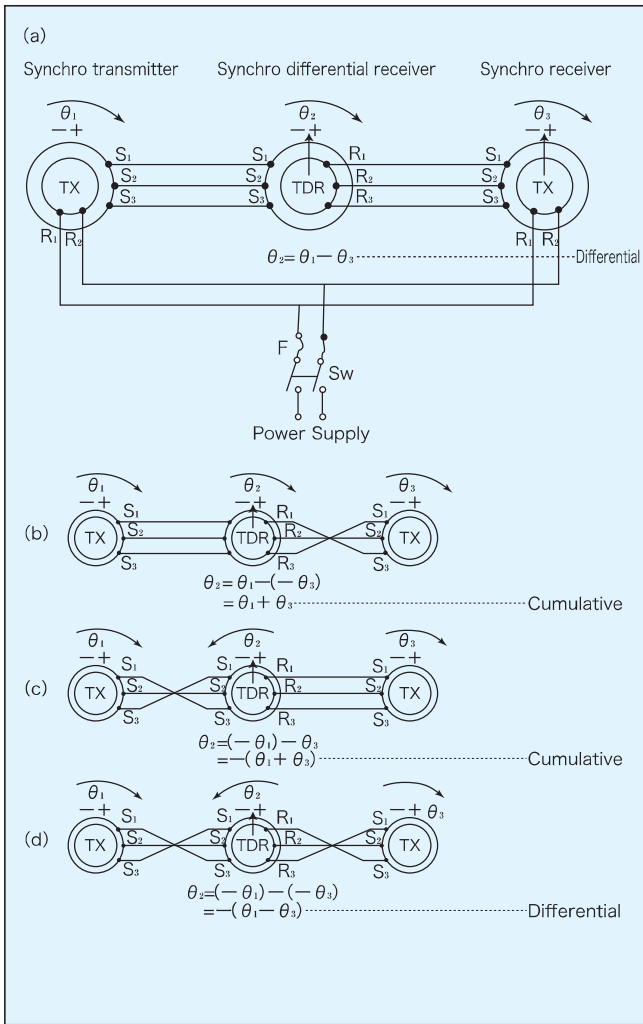 (a)
Synchro transmitter Synchro differential receiver Synchro receiver
θ₁ θ₂ θ₃
−+ −+ −+
S₁ S₁ R₁ S₁
TX S₂ S₂ TDR R₂ S₂ TX
S₃ S₃ R₃ S₃
R₁ R₂ R₁ R₂
θ₂= θ₁− θ₃ Differential
F
Sw
Power Supply
θ₁ θ₂ θ₃
−+ −+ −+
S₁ R₁
(b) TX S₂ TDR R₂ S₂ TX
S₃ R₃ S₃
θ₂= θ₁−(− θ₃)
= θ₁+ θ₃ Cumulative
θ₁ θ₂ θ₃
−+ −+ −+
S₁ S₁ R₁ S₁
(c) TX S₂ S₂ TDR R₂ S₂ TX
S₃ S₃ R₃ S₃
θ₂=(− θ₁)− θ₃
=−( θ₁+ θ₃) Cumulative
θ₁ θ₂
−+ −+ −+ θ₃
S₁ S₁ R₁ S₁
(d) TX S₂ S₂ TDR R₂ S₂ TX
S₃ S₃ R₃ S₃
θ₂=(− θ₁)−(− θ₃)
=−( θ₁− θ₃) Differential